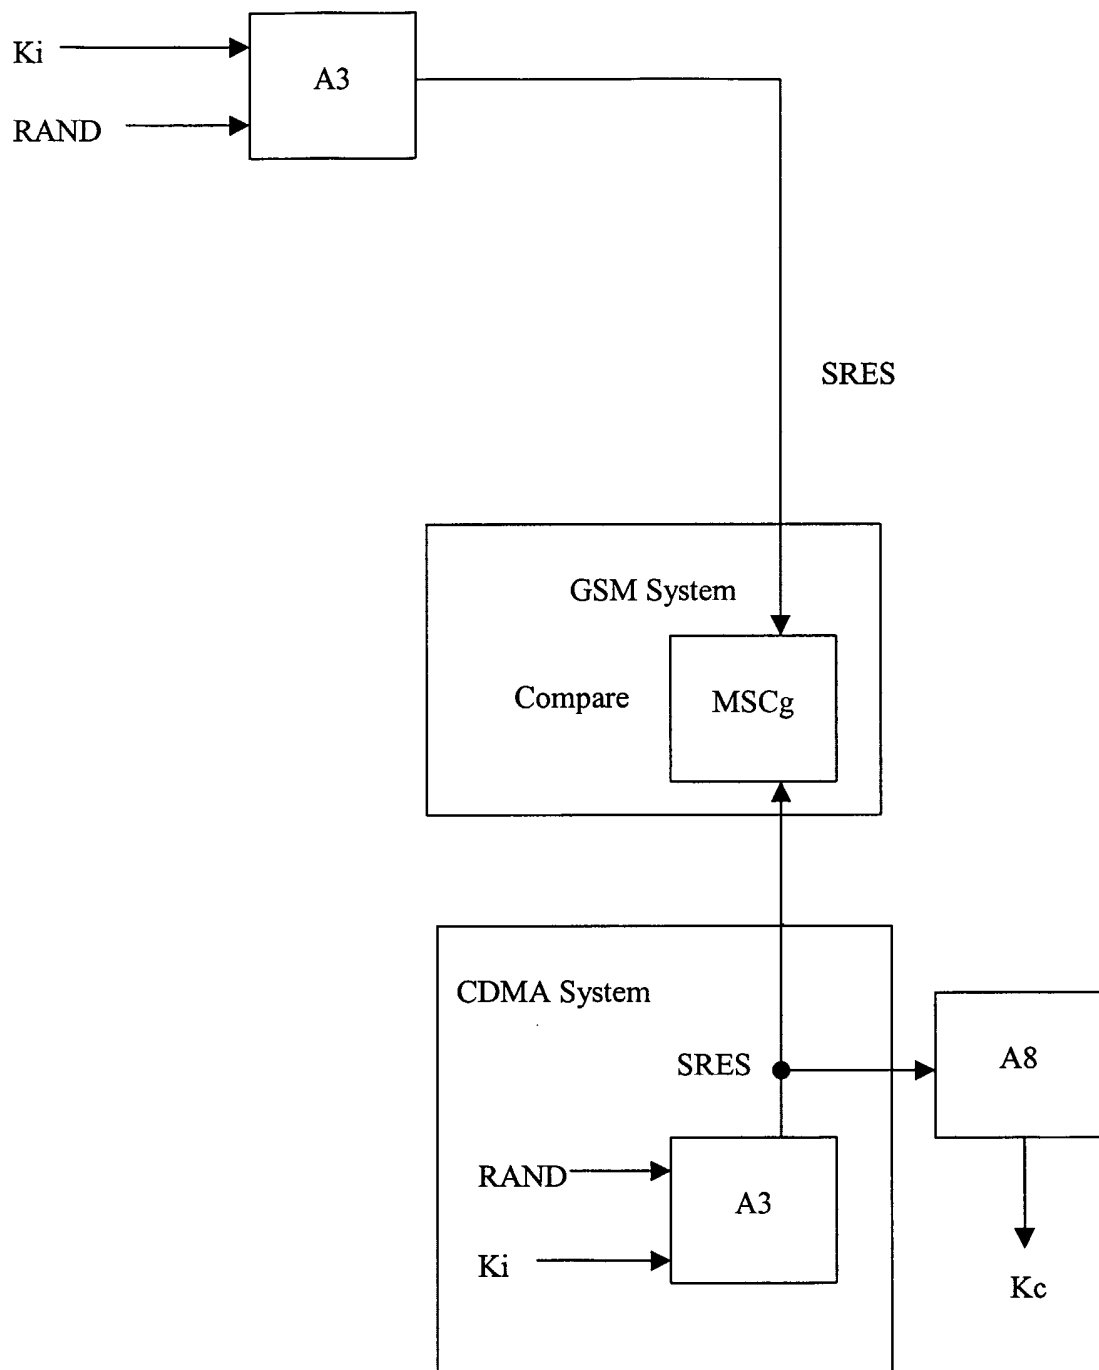 Ki
A3
RAND
SRES
GSM System
Compare
MSCg
CDMA System
SRES
A8
RAND
A3
Ki
Kc